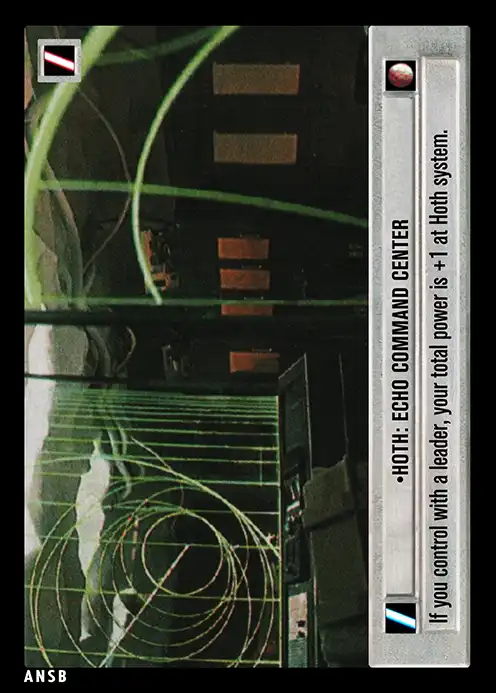 •HOTH: ECHO COMMAND CENTER
If you control with a leader, your total power is +1 at Hoth system.
ANSB